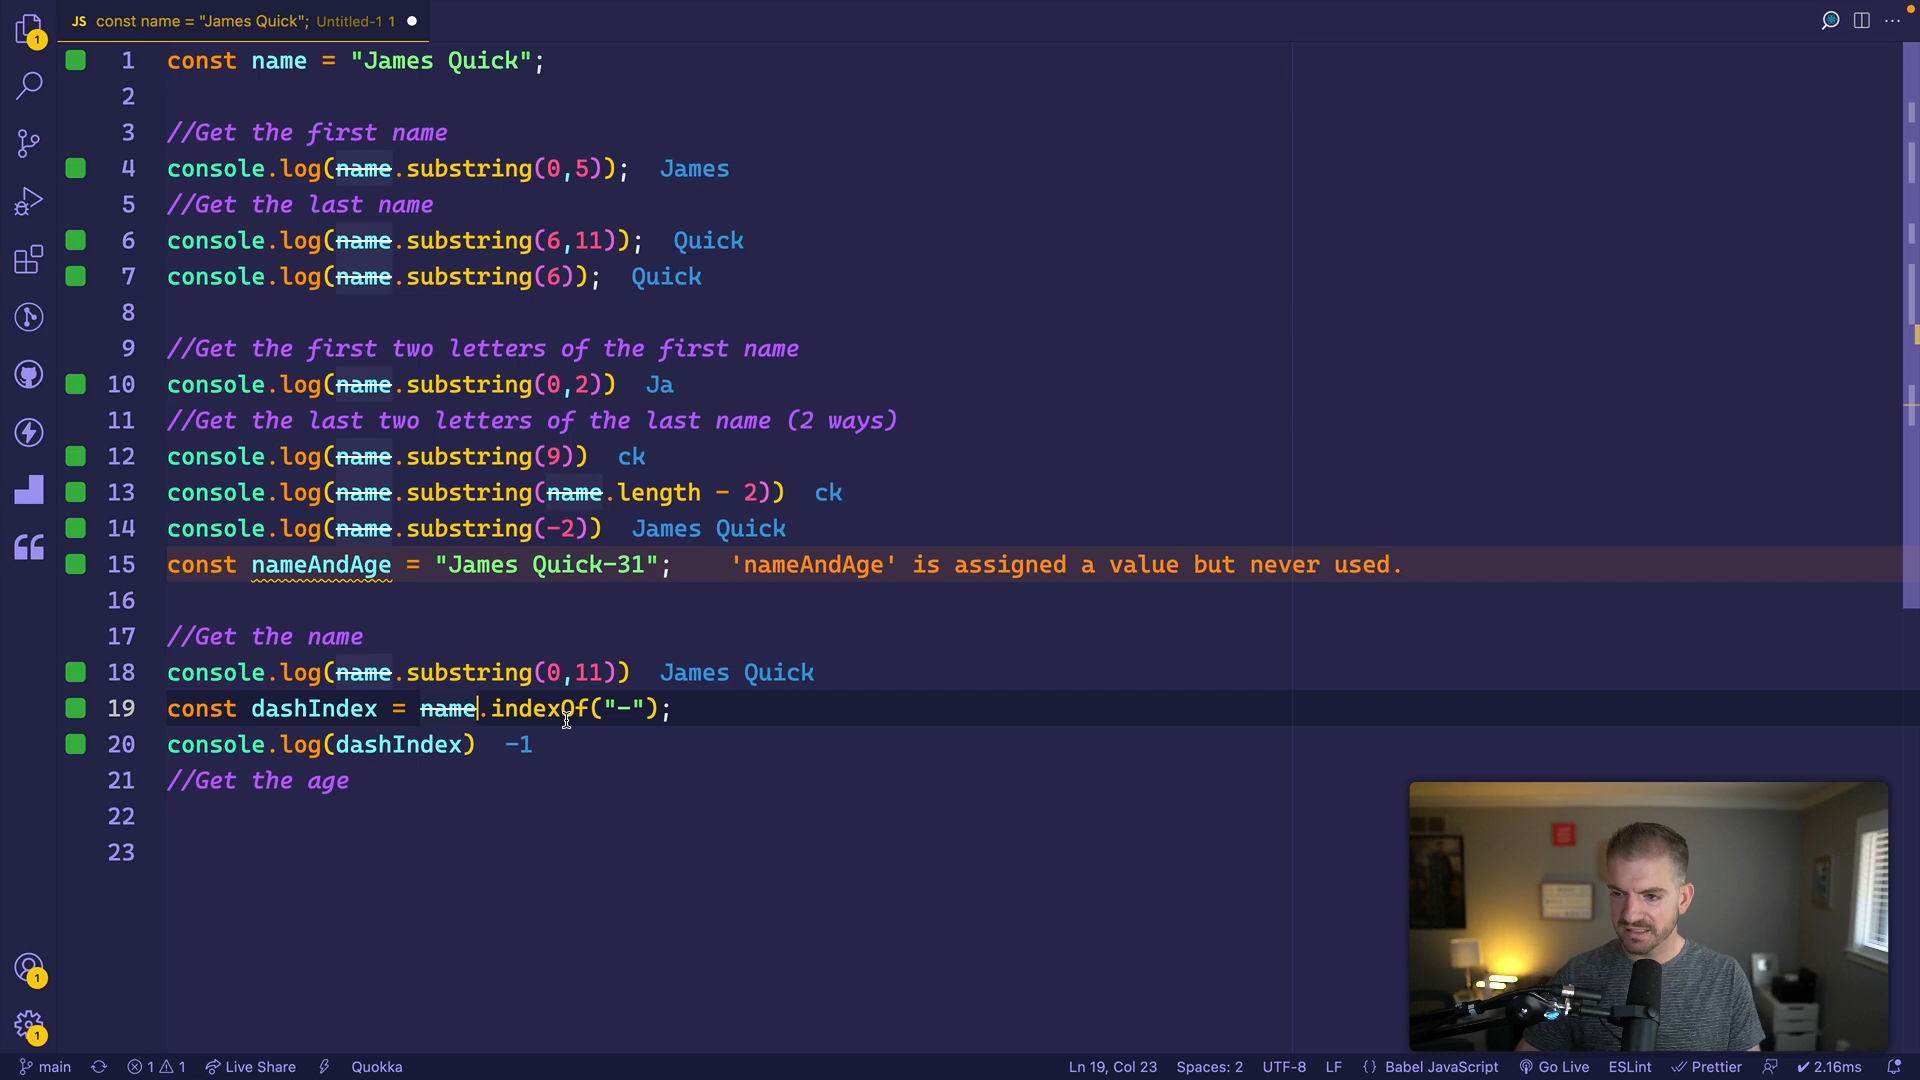 JS const name = "James Quick"; Untitled-1 1
1 const name = "James Quick";
2
3 //Get the first name
4 console.log(name.substring(0,5)); James
5 //Get the last name
6 console.log(name.substring(6,11)); Quick
7 console.log(name.substring(6)); Quick
8
9 //Get the first two letters of the first name
10 console.log(name.substring(0,2)) Ja
11 //Get the last two letters of the last name (2 ways)
12 console.log(name.substring(9)) ck
13 console.log(name.substring(name.length - 2)) ck
14 console.log(name.substring(-2)) James Quick
15 const nameAndAge = "James Quick-31"; 'nameAndAge' is assigned a value but never used.
16
17 //Get the name
18 console.log(name.substring(0,11)) James Quick
19 const dashIndex = name.indexOf("-");
20 console.log(dashIndex) -1
21 //Get the age
22
23
1
1
1
main 1 1 Live Share Quokka Ln 19, Col 23 Spaces: 2 UTF-8 LF {} Babel JavaScript Go Live ESLint Prettier 2.16ms